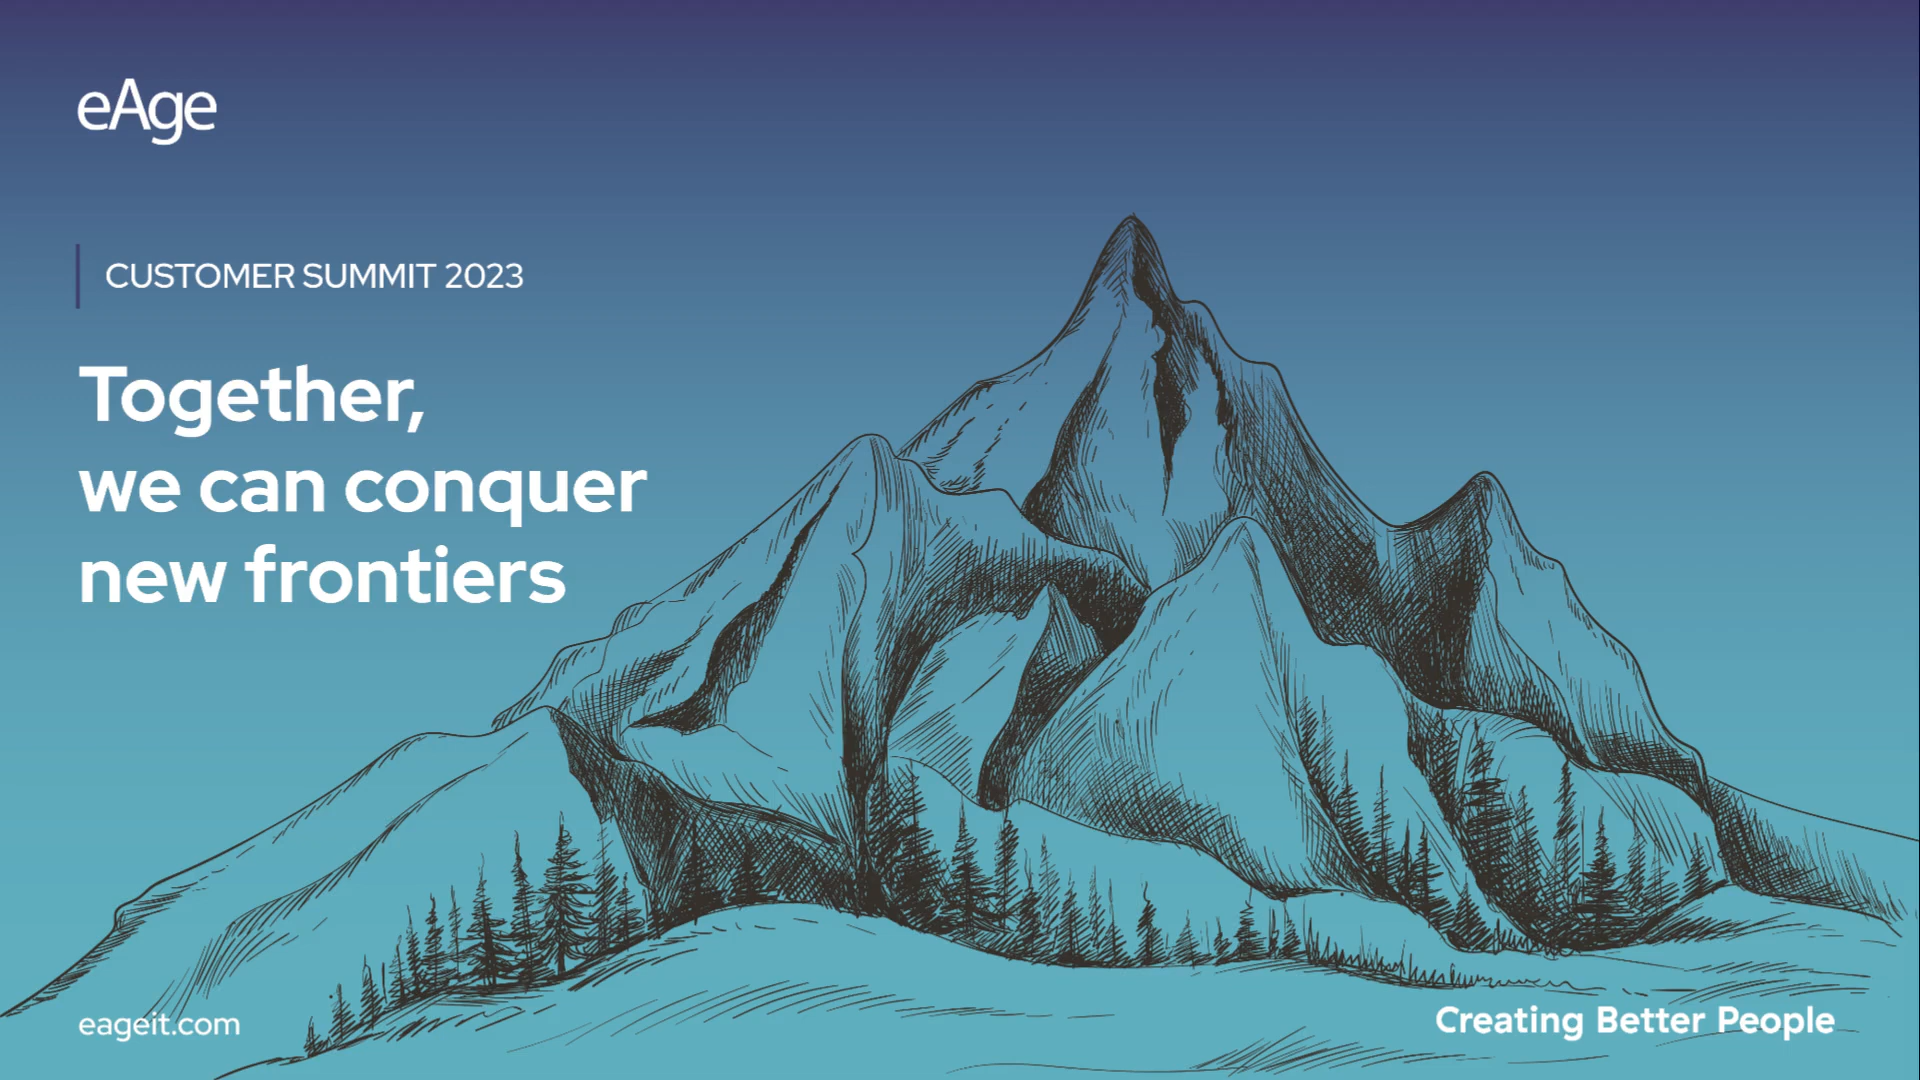 eAge
CUSTOMER SUMMIT 2023
Together,
we can conquer
new frontiers
eageit.com
Creating Better People